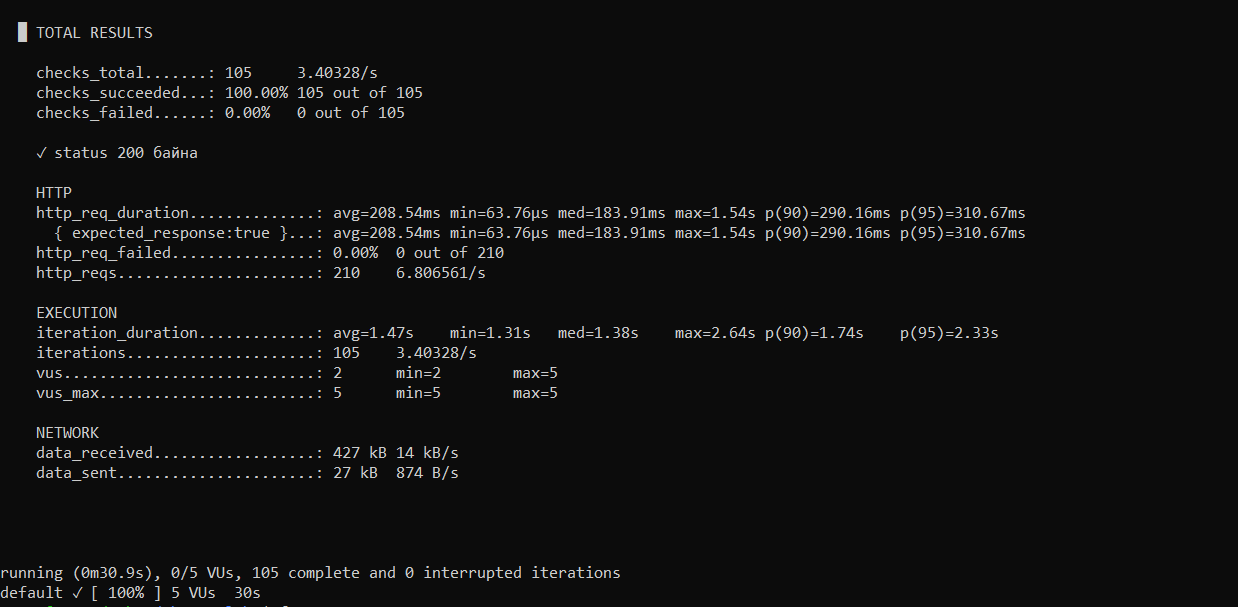 TOTAL RESULTS
checks_total.......: 105 3.40328/s
checks_succeeded...: 100.00% 105 out of 105
checks_failed......: 0.00% 0 out of 105
✓ status 200 байна
HTTP
http_req_duration..............: avg=208.54ms min=63.76µs med=183.91ms max=1.54s p(90)=290.16ms p(95)=310.67ms
{ expected_response:true }...: avg=208.54ms min=63.76µs med=183.91ms max=1.54s p(90)=290.16ms p(95)=310.67ms
http_req_failed................: 0.00% 0 out of 210
http_reqs......................: 210 6.806561/s
EXECUTION
iteration_duration.............: avg=1.47s min=1.31s med=1.38s max=2.64s p(90)=1.74s p(95)=2.33s
iterations.....................: 105 3.40328/s
vus............................: 2 min=2 max=5
vus_max........................: 5 min=5 max=5
NETWORK
data_received..................: 427 kB 14 kB/s
data_sent......................: 27 kB 874 B/s
running (0m30.9s), 0/5 VUs, 105 complete and 0 interrupted iterations
default ✓ [ 100% ] 5 VUs 30s